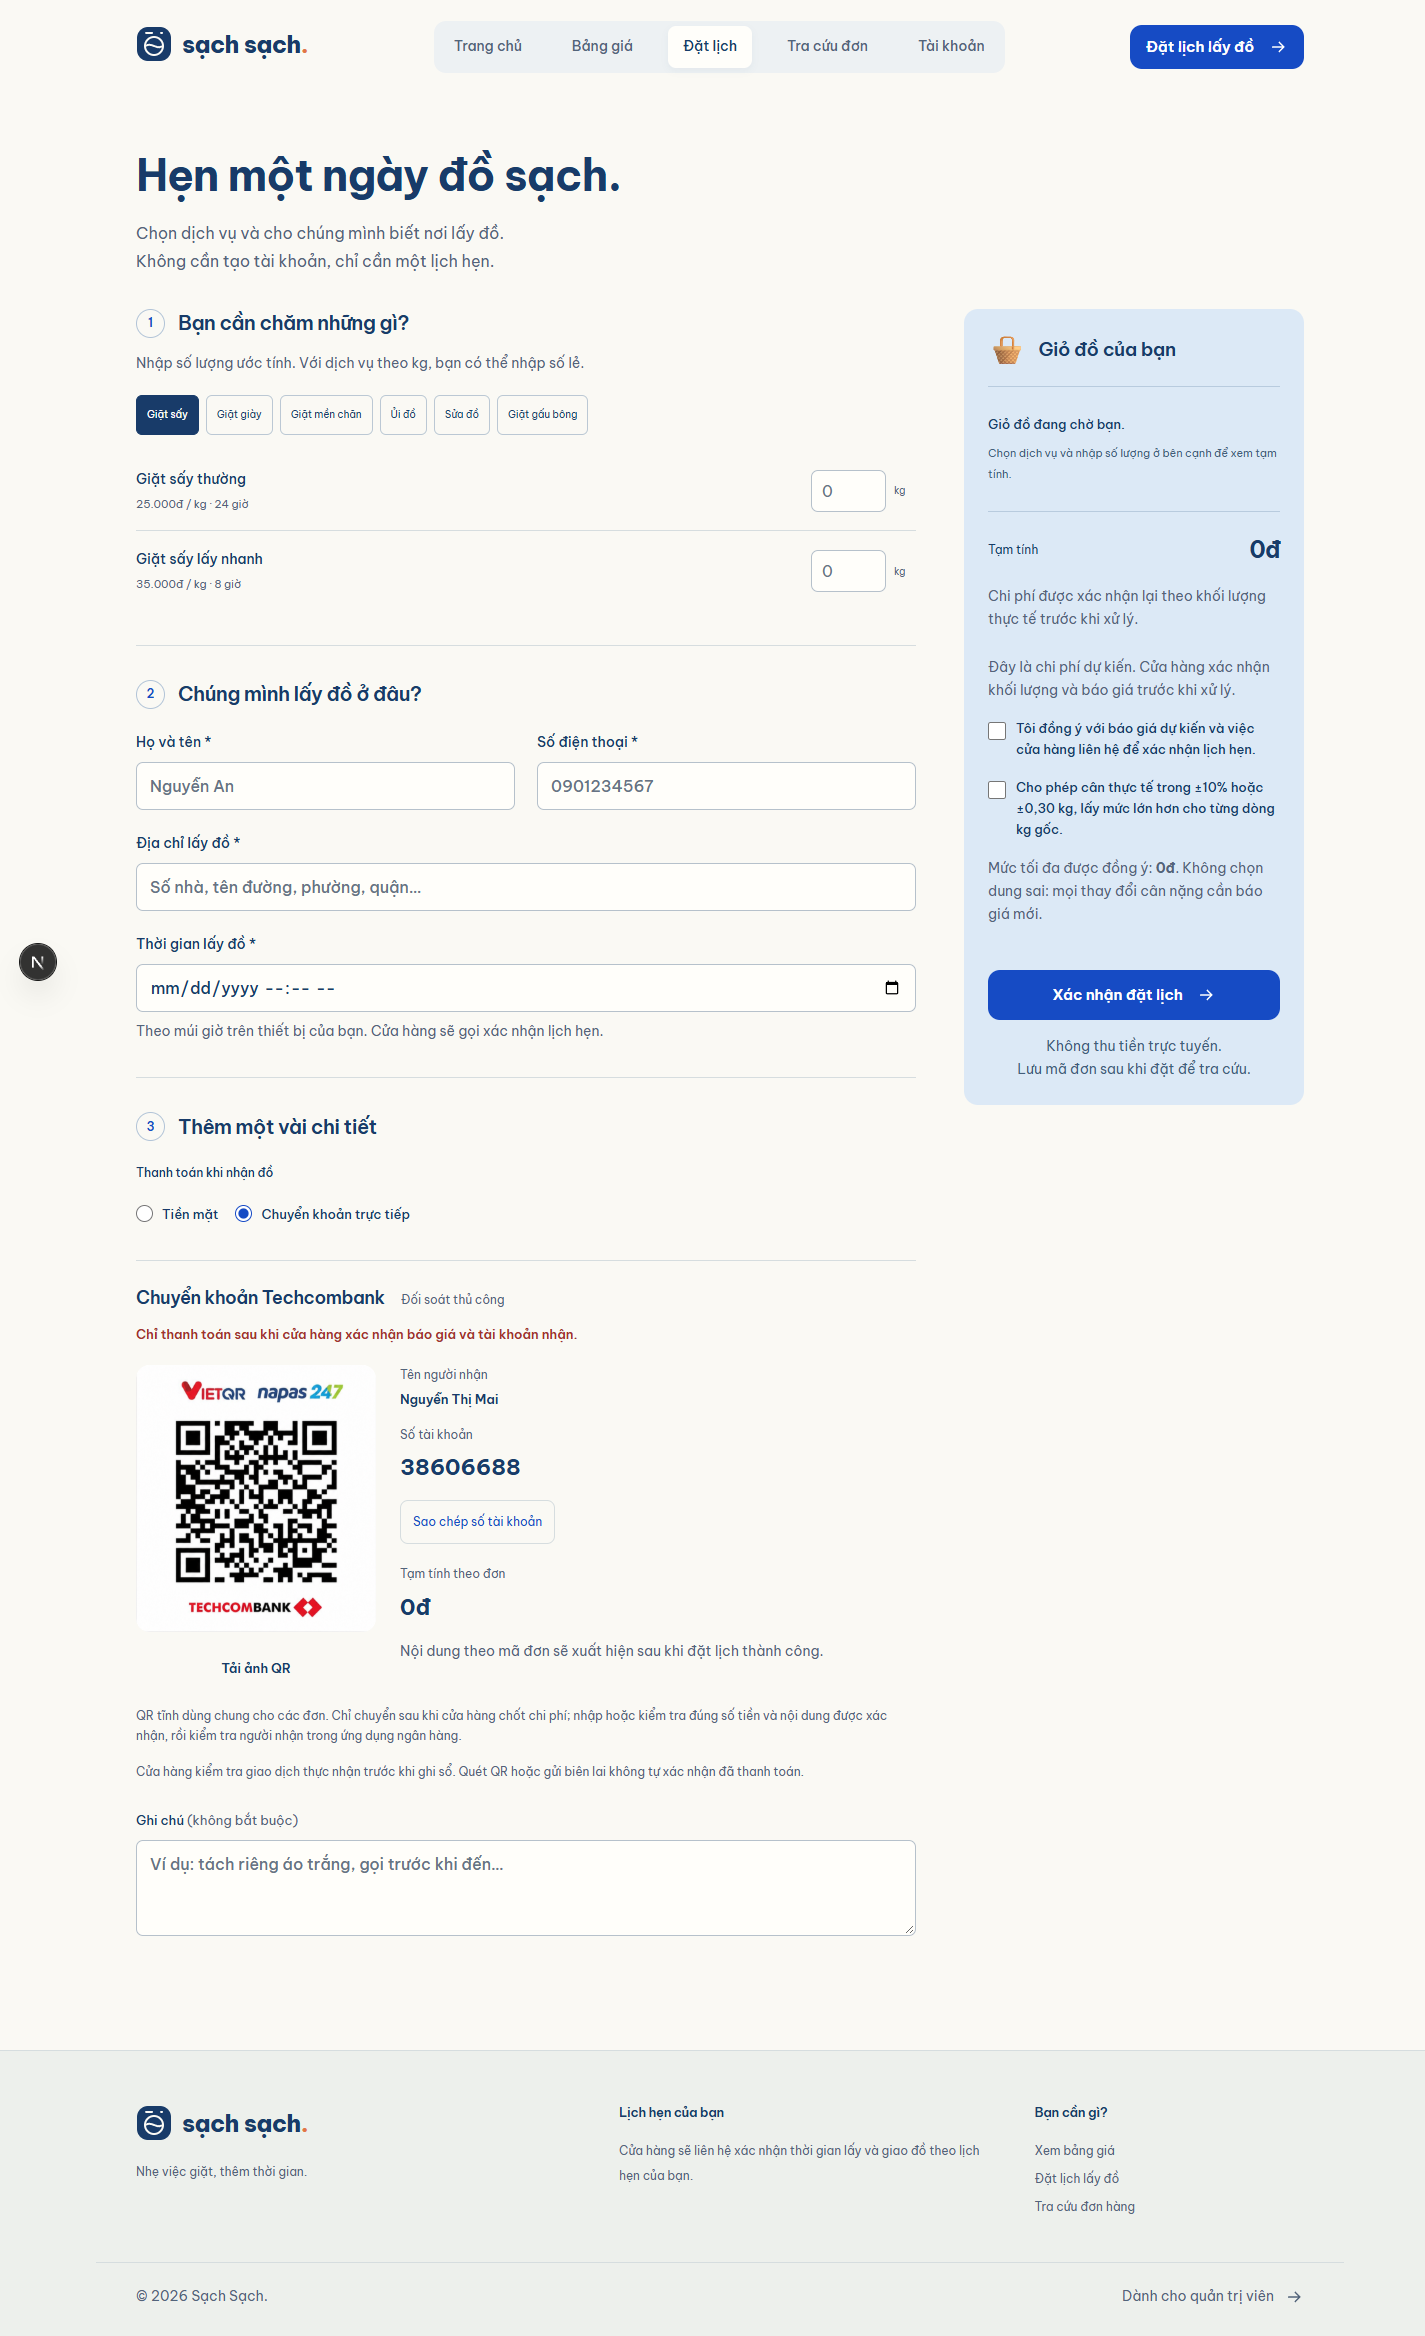 sạch sạch.
Trang chủ
Bảng giá
Đặt lịch
Tra cứu đơn
Tài khoản
Đặt lịch lấy đồ →
Hẹn một ngày đồ sạch.
Chọn dịch vụ và cho chúng mình biết nơi lấy đồ.
Không cần tạo tài khoản, chỉ cần một lịch hẹn.
1 Bạn cần chăm những gì?
Nhập số lượng ước tính. Với dịch vụ theo kg, bạn có thể nhập số lẻ.
Giặt sấy
Giặt giày
Giặt mền chăn
Ủi đồ
Sửa đồ
Giặt gấu bông
Giặt sấy thường
25.000đ / kg · 24 giờ
0 kg
Giặt sấy lấy nhanh
35.000đ / kg · 8 giờ
0 kg
2 Chúng mình lấy đồ ở đâu?
Họ và tên *
Nguyễn An
Số điện thoại *
0901234567
Địa chỉ lấy đồ *
Số nhà, tên đường, phường, quận...
Thời gian lấy đồ *
mm/dd/yyyy --:-- --
Theo múi giờ trên thiết bị của bạn. Cửa hàng sẽ gọi xác nhận lịch hẹn.
3 Thêm một vài chi tiết
Thanh toán khi nhận đồ
Tiền mặt
Chuyển khoản trực tiếp
Chuyển khoản Techcombank Đối soát thủ công
Chỉ thanh toán sau khi cửa hàng xác nhận báo giá và tài khoản nhận.
VIETQR napas 247
TECHCOMBANK
Tải ảnh QR
Tên người nhận
Nguyễn Thị Mai
Số tài khoản
38606688
Sao chép số tài khoản
Tạm tính theo đơn
0đ
Nội dung theo mã đơn sẽ xuất hiện sau khi đặt lịch thành công.
QR tĩnh dùng chung cho các đơn. Chỉ chuyển sau khi cửa hàng chốt chi phí; nhập hoặc kiểm tra đúng số tiền và nội dung được xác
nhận, rồi kiểm tra người nhận trong ứng dụng ngân hàng.
Cửa hàng kiểm tra giao dịch thực nhận trước khi ghi sổ. Quét QR hoặc gửi biên lai không tự xác nhận đã thanh toán.
Ghi chú (không bắt buộc)
Ví dụ: tách riêng áo trắng, gọi trước khi đến...
Giỏ đồ của bạn
Giỏ đồ đang chờ bạn.
Chọn dịch vụ và nhập số lượng ở bên cạnh để xem tạm
tính.
Tạm tính 0đ
Chi phí được xác nhận lại theo khối lượng
thực tế trước khi xử lý.
Đây là chi phí dự kiến. Cửa hàng xác nhận
khối lượng và báo giá trước khi xử lý.
Tôi đồng ý với báo giá dự kiến và việc
cửa hàng liên hệ để xác nhận lịch hẹn.
Cho phép cân thực tế trong ±10% hoặc
±0,30 kg, lấy mức lớn hơn cho từng dòng
kg gốc.
Mức tối đa được đồng ý: 0đ. Không chọn
dung sai: mọi thay đổi cân nặng cần báo
giá mới.
Xác nhận đặt lịch →
Không thu tiền trực tuyến.
Lưu mã đơn sau khi đặt để tra cứu.
N
sạch sạch.
Nhẹ việc giặt, thêm thời gian.
Lịch hẹn của bạn
Cửa hàng sẽ liên hệ xác nhận thời gian lấy và giao đồ theo lịch
hẹn của bạn.
Bạn cần gì?
Xem bảng giá
Đặt lịch lấy đồ
Tra cứu đơn hàng
© 2026 Sạch Sạch.
Dành cho quản trị viên →